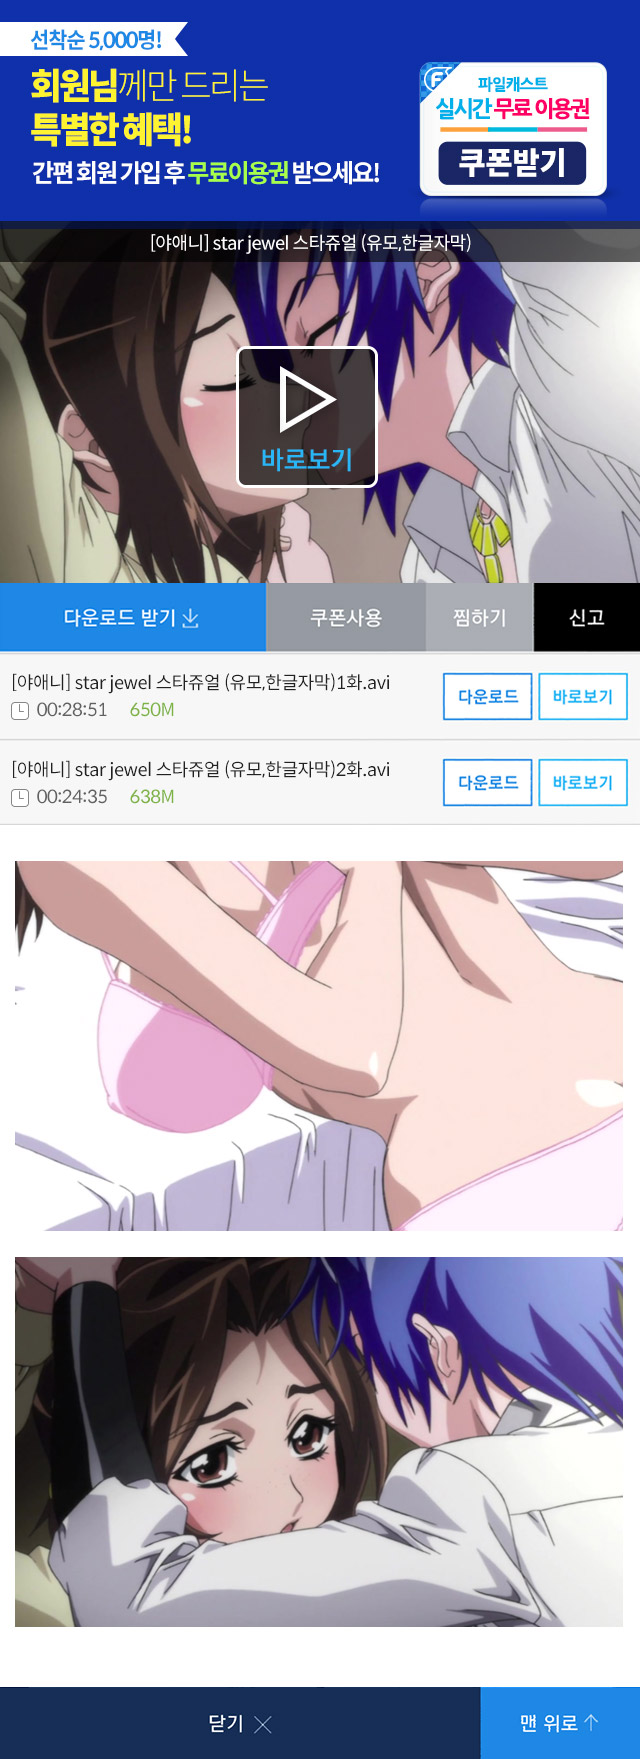 선착순 5,000명!
회원님께만 드리는
특별한 혜택!
간편 회원 가입 후 무료이용권 받으세요!
파일캐스트
실시간 무료 이용권
쿠폰받기
[야애니] star jewel 스타쥬얼 (유모,한글자막)
바로보기
다운로드 받기
쿠폰사용
찜하기
신고
[야애니] star jewel 스타쥬얼 (유모,한글자막)1화.avi
다운로드 바로보기
00:28:51 650M
[야애니] star jewel 스타쥬얼 (유모,한글자막)2화.avi
다운로드 바로보기
00:24:35 638M
닫기
맨 위로